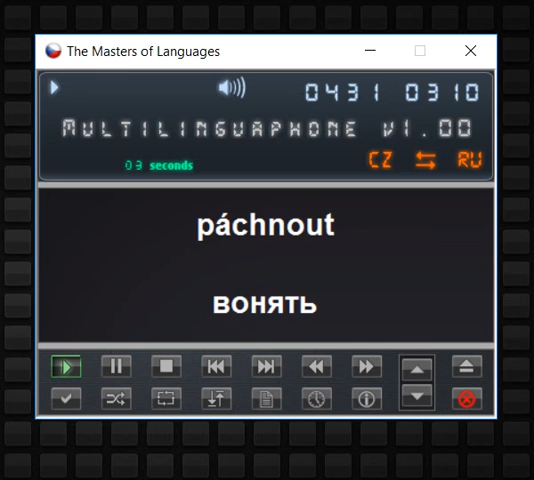 The Masters of Languages
0431 0310
MULTILINGUAPHONE v1.00
03 seconds
CZ ⇆ RU
páchnout
вонять